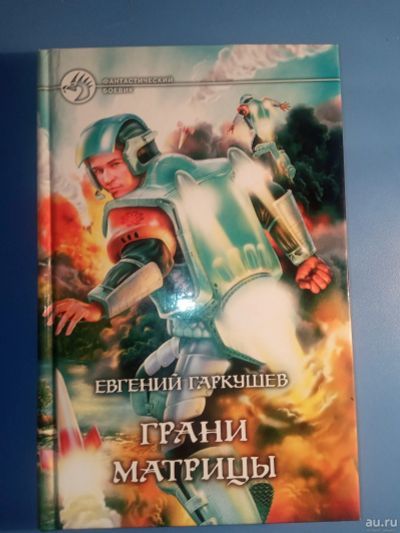 ФАНТАСТИЧЕСКИЙ
БОЕВИК
ЕВГЕНИЙ ГАРКУШЕВ
ГРАНИ
МАТРИЦЫ
au.ru